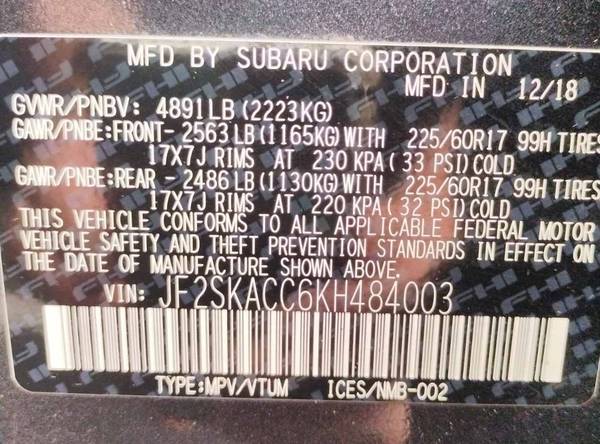 MFD BY SUBARU CORPORATION
MFD IN 12/18
GVWR/PNBV: 4891LB (2223KG)
GAWR/PNBE:FRONT- 2563LB(1165KG)WITH 225/60R17 99H TIRES
17X7J RIMS AT 230 KPA( 33 PSI)COLD
GAWR/PNBE:REAR - 2486LB(1130KG)WITH 225/60R17 99H TIRES
17X7J RIMS AT 220 KPA( 32 PSI)COLD
THIS VEHICLE CONFORMS TO ALL APPLICABLE FEDERAL MOTOR
VEHICLE SAFETY AND THEFT PREVENTION STANDARDS IN EFFECT ON
THE DATE OF MANUFACTURE SHOWN ABOVE.
VIN: JF2SKACC6KH484003
TYPE:MPV/VTUM ICES/NMB-002